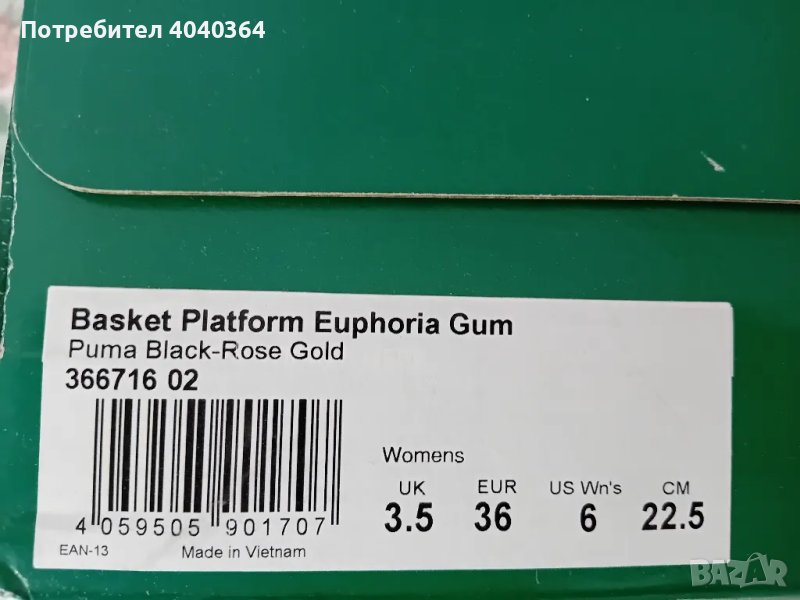 Потребител 4040364
Basket Platform Euphoria Gum
Puma Black-Rose Gold
366716 02
Womens
UK EUR US Wn's CM
3.5 36 6 22.5
4 059505 901707
EAN-13 Made in Vietnam
BAZAR